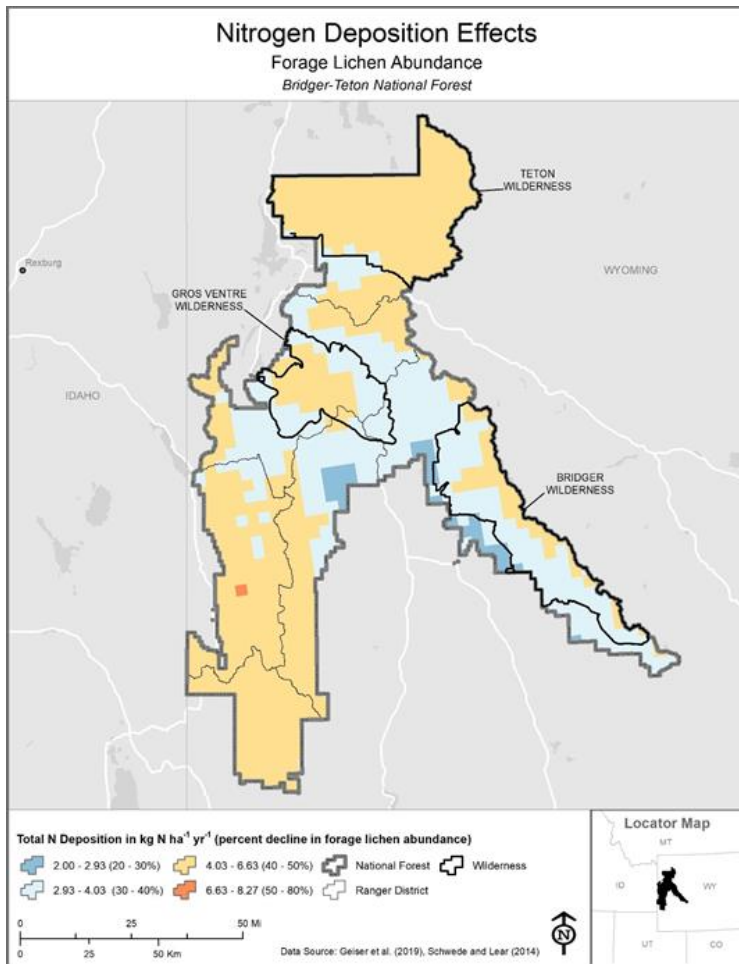 Nitrogen Deposition Effects
Forage Lichen Abundance
Bridger-Teton National Forest
TETON
WILDERNESS
Rexburg
WYOMING
GROS VENTRE
WILDERNESS
IDAHO
BRIDGER
WILDERNESS
Total N Deposition in kg N ha⁻¹ yr⁻¹ (percent decline in forage lichen abundance)
2.00 - 2.93 (20 - 30%)
4.03 - 6.63 (40 - 50%)
National Forest
Wilderness
2.93 - 4.03 (30 - 40%)
6.63 - 8.27 (50 - 80%)
Ranger District
0 25 50 Mi
0 25 50 Km
N
Data Source: Geiser et al. (2019), Schwede and Lear (2014)
Locator Map
MT
ID
WY
UT
CO